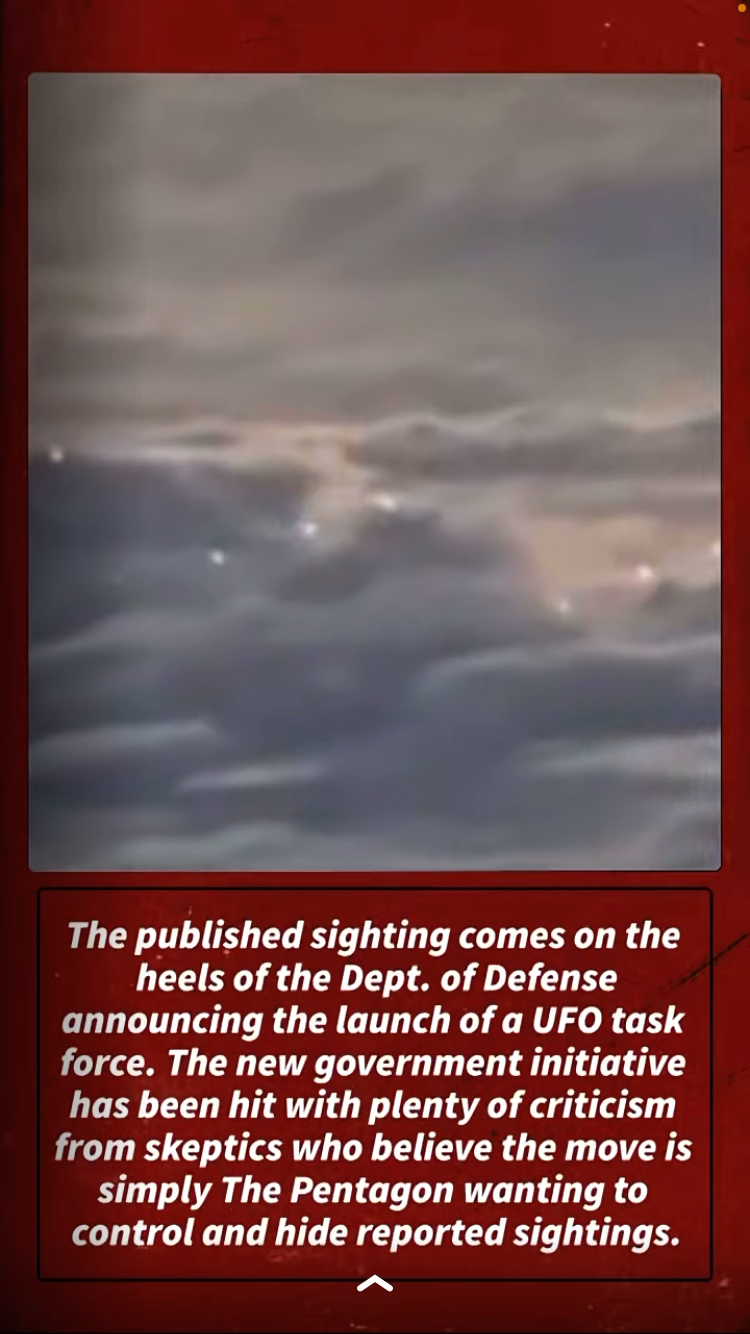 The published sighting comes on the
heels of the Dept. of Defense
announcing the launch of a UFO task
force. The new government initiative
has been hit with plenty of criticism
from skeptics who believe the move is
simply The Pentagon wanting to
control and hide reported sightings.